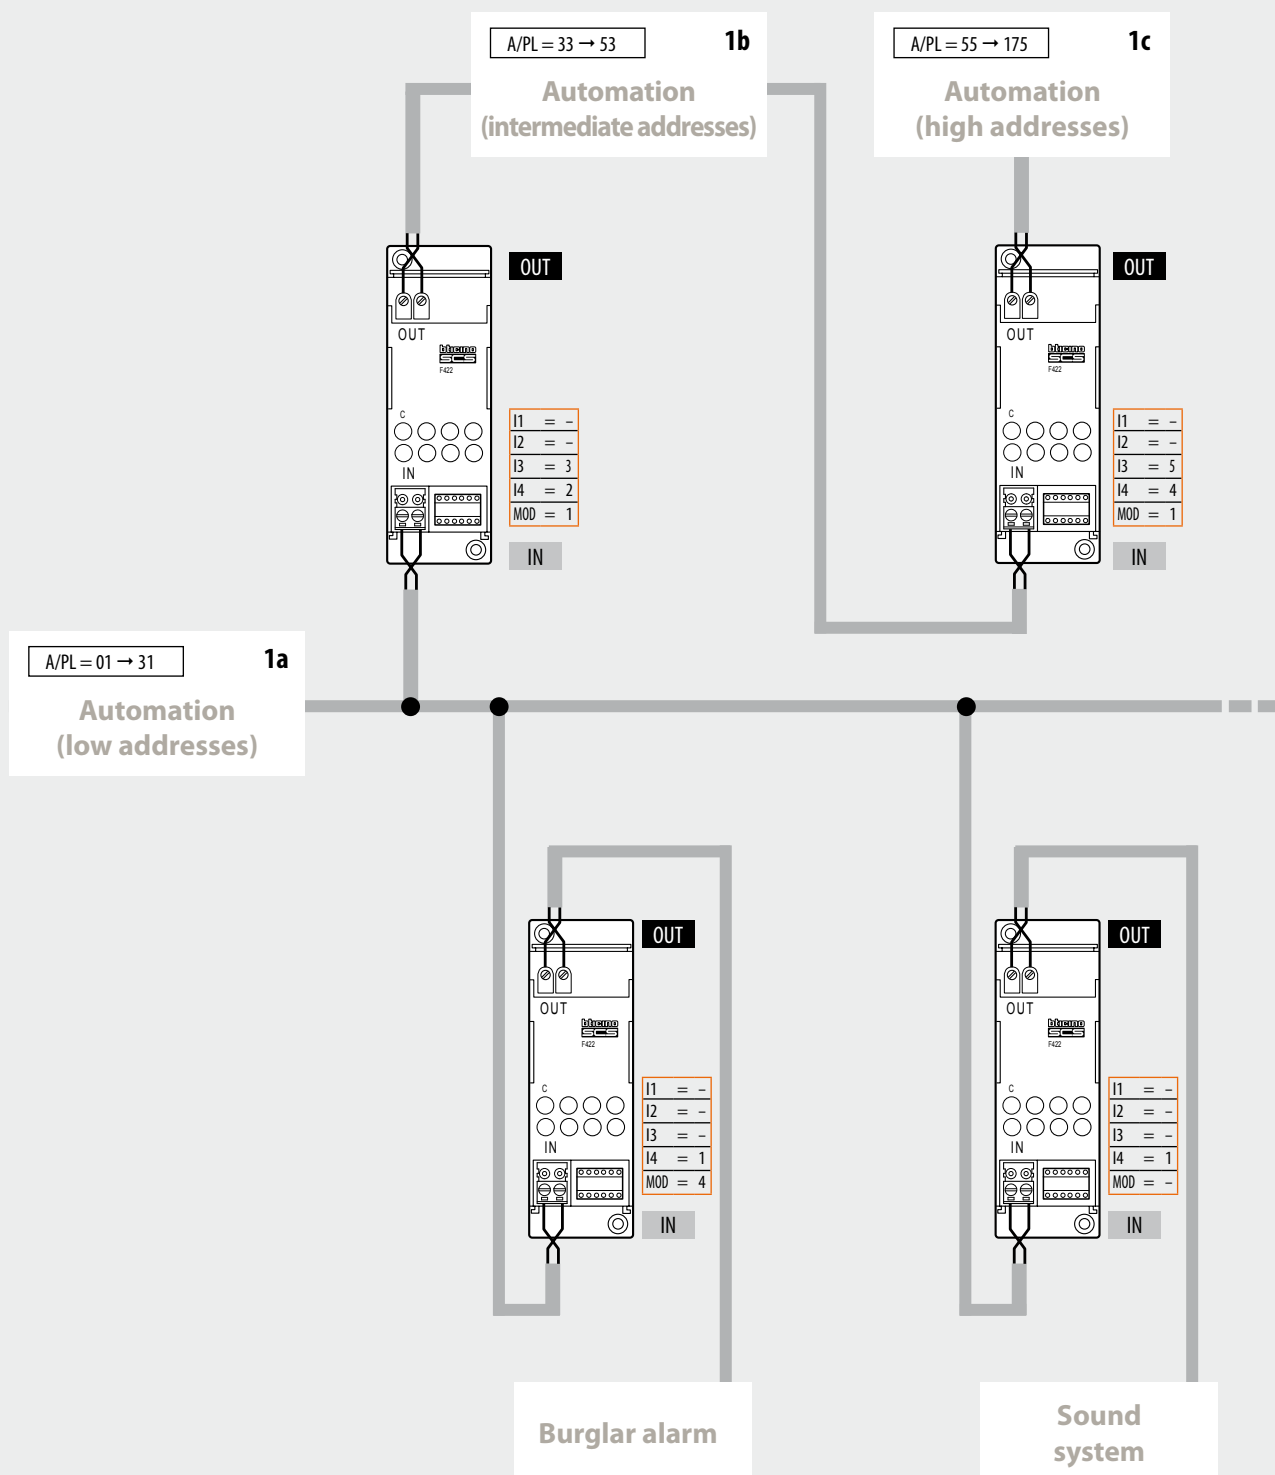 A/PL = 33 → 53
1b
Automation
(intermediate addresses)
A/PL = 55 → 175
1c
Automation
(high addresses)
OUT
OUT
bticino
SCS
F422
C
IN
I1 = –
I2 = –
I3 = 3
I4 = 2
MOD = 1
IN
OUT
OUT
bticino
SCS
F422
C
IN
I1 = –
I2 = –
I3 = 5
I4 = 4
MOD = 1
IN
A/PL = 01 → 31
1a
Automation
(low addresses)
OUT
OUT
bticino
SCS
F422
C
IN
I1 = –
I2 = –
I3 = –
I4 = 1
MOD = 4
IN
OUT
OUT
bticino
SCS
F422
C
IN
I1 = –
I2 = –
I3 = –
I4 = 1
MOD = –
IN
Burglar alarm
Sound
system